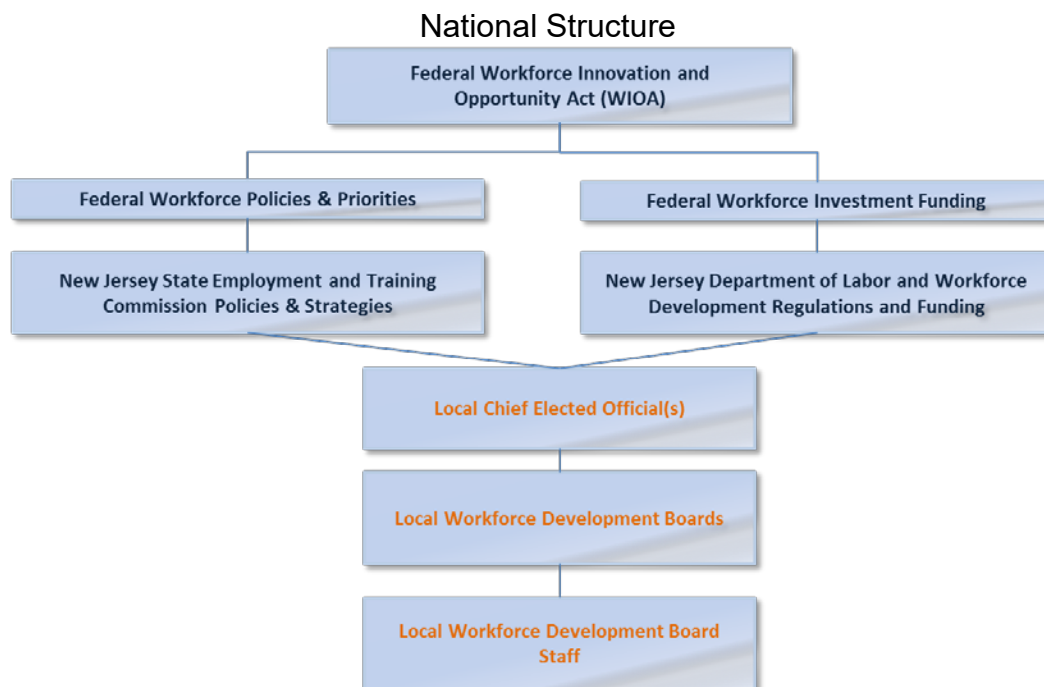 National Structure
Federal Workforce Innovation and
Opportunity Act (WIOA)
Federal Workforce Policies & Priorities
Federal Workforce Investment Funding
New Jersey State Employment and Training
Commission Policies & Strategies
New Jersey Department of Labor and Workforce
Development Regulations and Funding
Local Chief Elected Official(s)
Local Workforce Development Boards
Local Workforce Development Board
Staff